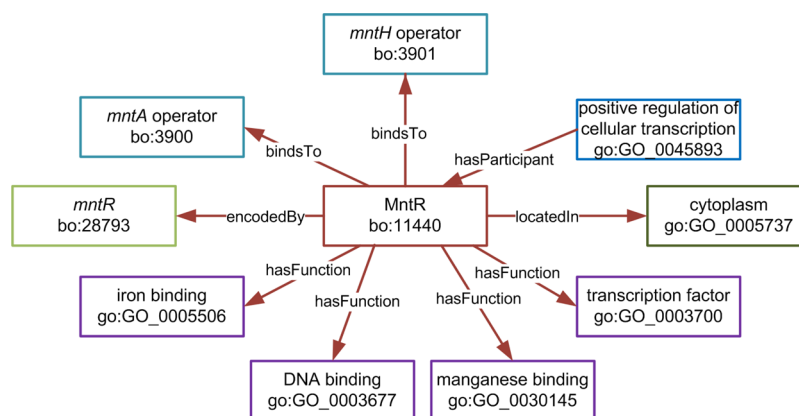 mntH operator
bo:3901
mntA operator
bo:3900
bindsTo
bindsTo
positive regulation of
cellular transcription
go:GO_0045893
hasParticipant
mntR
bo:28793
encodedBy
MntR
bo:11440
locatedIn
cytoplasm
go:GO_0005737
hasFunction
hasFunction
hasFunction
hasFunction
iron binding
go:GO_0005506
transcription factor
go:GO_0003700
DNA binding
go:GO_0003677
manganese binding
go:GO_0030145